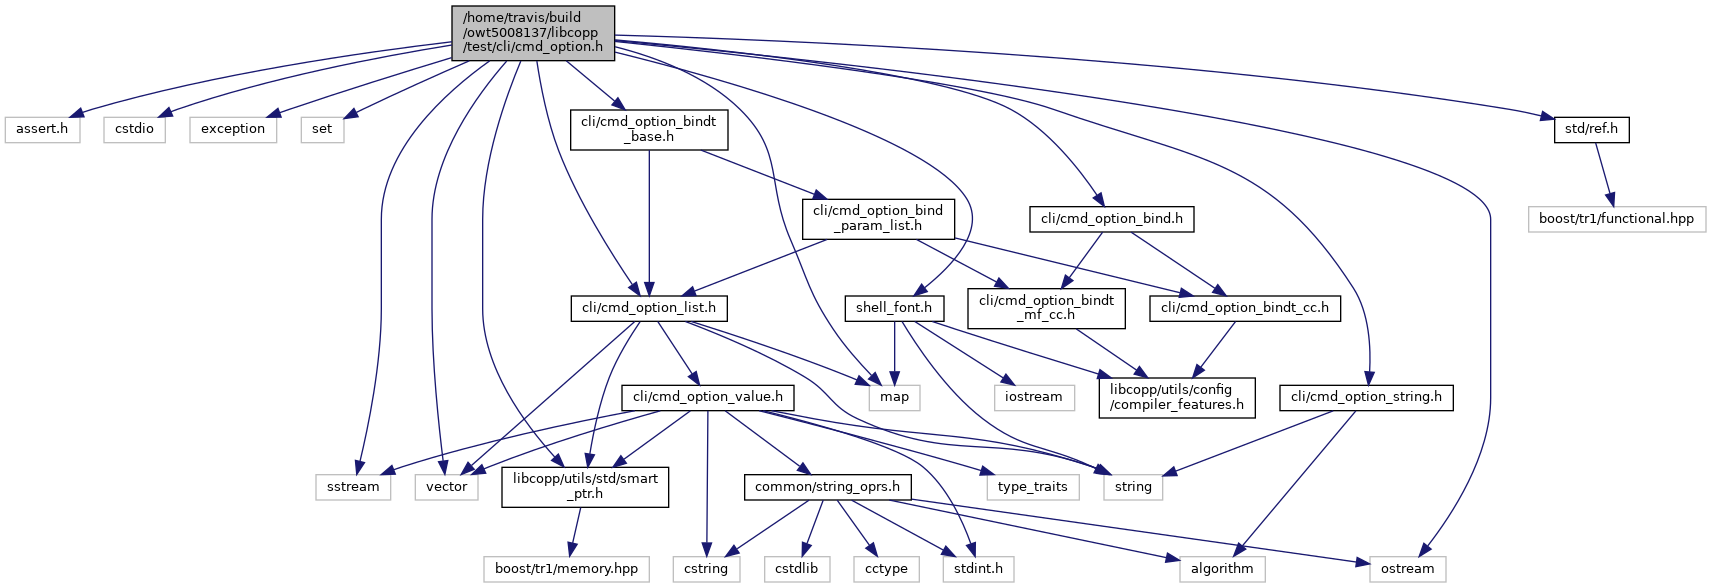 /home/travis/build
/owt5008137/libcopp
/test/cli/cmd_option.h
assert.h
cstdio
exception
set
cli/cmd_option_bindt
_base.h
std/ref.h
cli/cmd_option_bind
_param_list.h
cli/cmd_option_bind.h
boost/tr1/functional.hpp
cli/cmd_option_list.h
shell_font.h
cli/cmd_option_bindt
_mf_cc.h
cli/cmd_option_bindt_cc.h
cli/cmd_option_value.h
map
iostream
libcopp/utils/config
/compiler_features.h
cli/cmd_option_string.h
sstream
vector
libcopp/utils/std/smart
_ptr.h
common/string_oprs.h
type_traits
string
boost/tr1/memory.hpp
cstring
cstdlib
cctype
stdint.h
algorithm
ostream